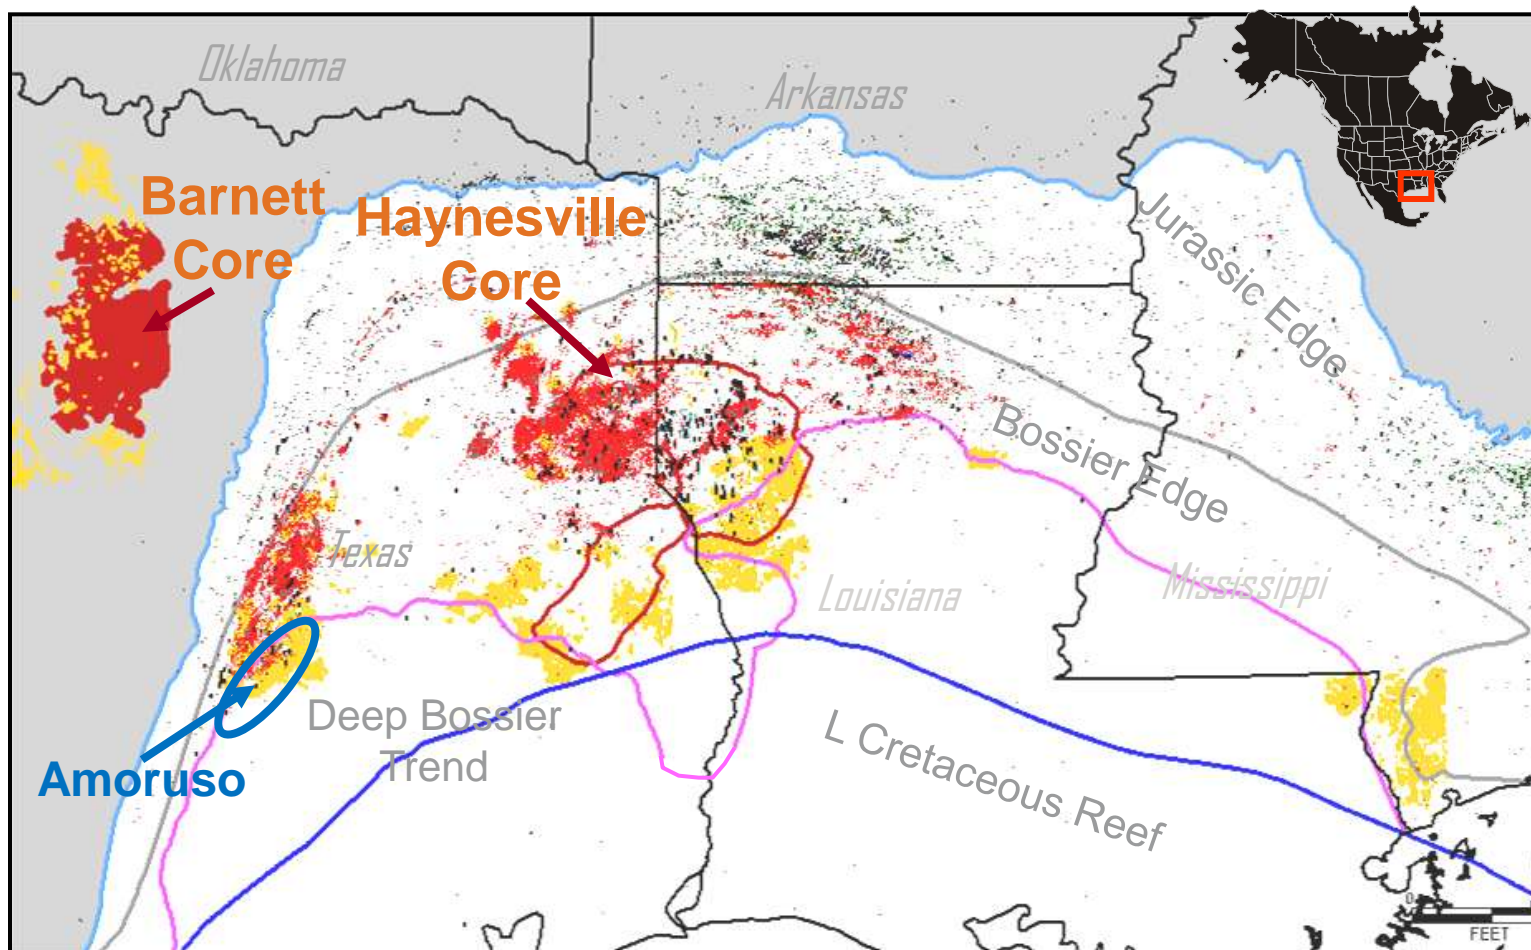 Oklahoma
Arkansas
Barnett
Core
Haynesville
Core
Jurassic Edge
Bossier Edge
Texas
Louisiana
Mississippi
Deep Bossier
Trend
L Cretaceous Reef
Amoruso
0
FEET